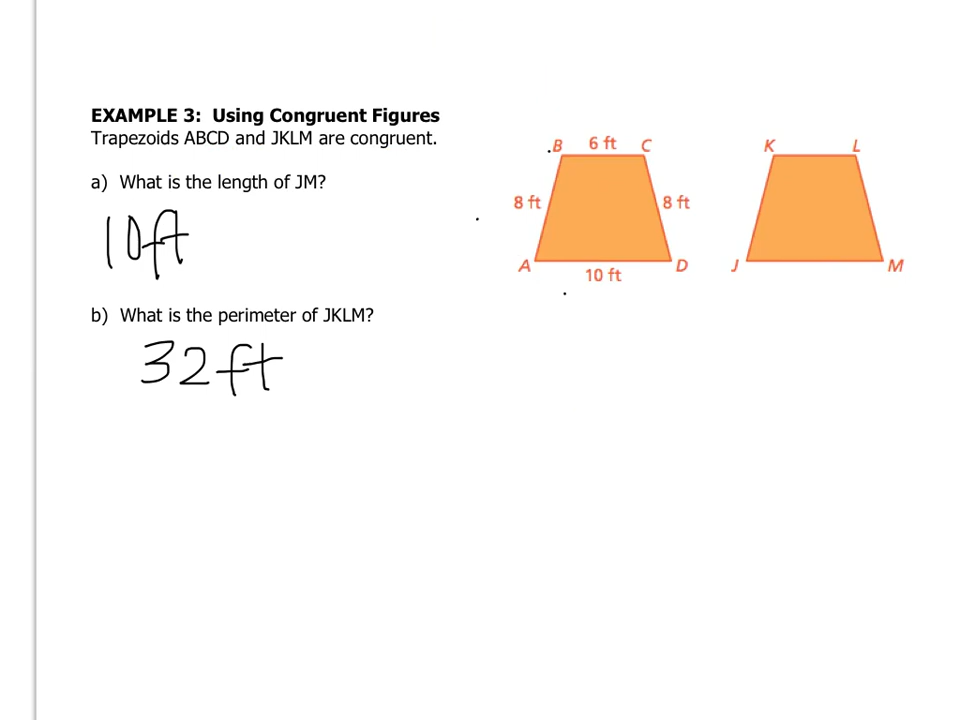 EXAMPLE 3: Using Congruent Figures
Trapezoids ABCD and JKLM are congruent.
a) What is the length of JM?
10ft
b) What is the perimeter of JKLM?
32ft
B 6 ft C
8 ft 8 ft
A D
10 ft
K L
J M